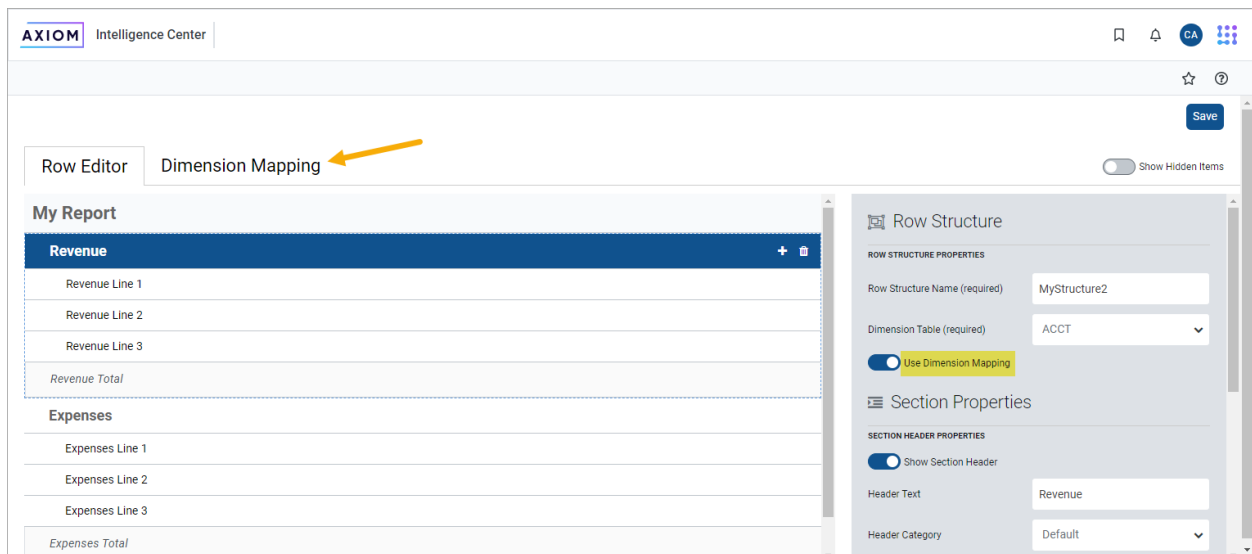 AXIOM Intelligence Center
CA
Save
Row Editor Dimension Mapping
Show Hidden Items
My Report
Revenue
Revenue Line 1
Revenue Line 2
Revenue Line 3
Revenue Total
Expenses
Expenses Line 1
Expenses Line 2
Expenses Line 3
Expenses Total
Row Structure
ROW STRUCTURE PROPERTIES
Row Structure Name (required) MyStructure2
Dimension Table (required) ACCT
Use Dimension Mapping
Section Properties
SECTION HEADER PROPERTIES
Show Section Header
Header Text Revenue
Header Category Default